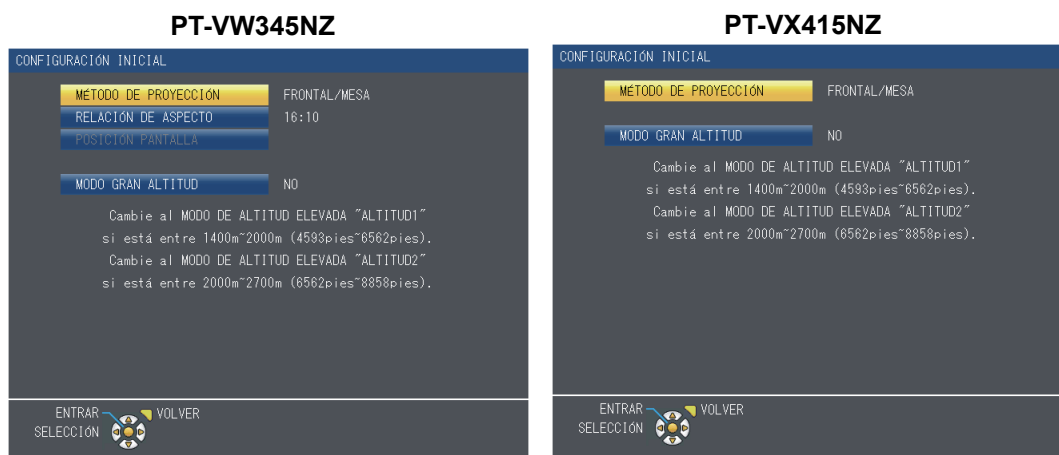 PT-VW345NZ
CONFIGURACIÓN INICIAL
MÉTODO DE PROYECCIÓN FRONTAL/MESA
RELACIÓN DE ASPECTO 16:10
POSICIÓN PANTALLA
MODO GRAN ALTITUD NO
Cambie al MODO DE ALTITUD ELEVADA "ALTITUD1"
si está entre 1400m~2000m (4593pies~6562pies).
Cambie al MODO DE ALTITUD ELEVADA "ALTITUD2"
si está entre 2000m~2700m (6562pies~8858pies).
ENTRAR VOLVER
SELECCIÓN
PT-VX415NZ
CONFIGURACIÓN INICIAL
MÉTODO DE PROYECCIÓN FRONTAL/MESA
MODO GRAN ALTITUD NO
Cambie al MODO DE ALTITUD ELEVADA "ALTITUD1"
si está entre 1400m~2000m (4593pies~6562pies).
Cambie al MODO DE ALTITUD ELEVADA "ALTITUD2"
si está entre 2000m~2700m (6562pies~8858pies).
ENTRAR VOLVER
SELECCIÓN